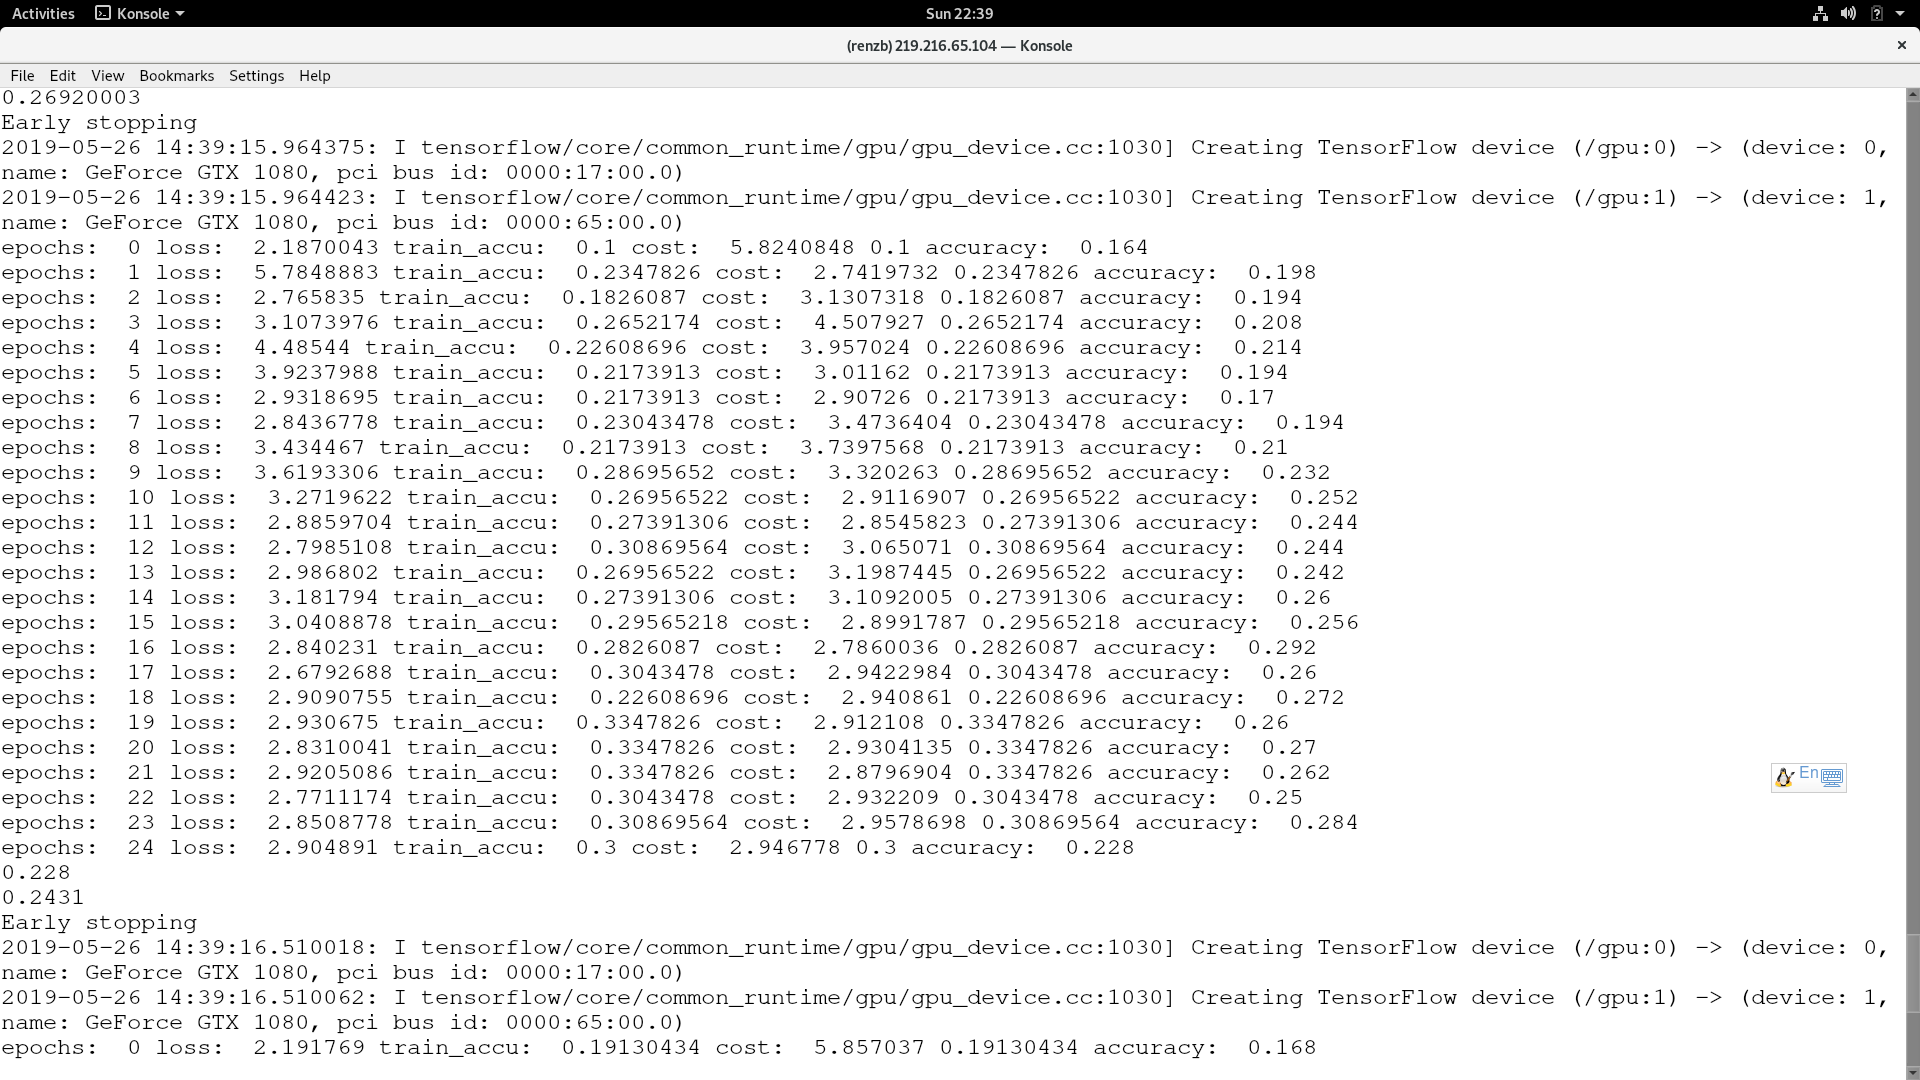 Activities Konsole Sun 22:39
(renzb) 219.216.65.104 — Konsole
File Edit View Bookmarks Settings Help
0.26920003
Early stopping
2019-05-26 14:39:15.964375: I tensorflow/core/common_runtime/gpu/gpu_device.cc:1030] Creating TensorFlow device (/gpu:0) -> (device: 0,
name: GeForce GTX 1080, pci bus id: 0000:17:00.0)
2019-05-26 14:39:15.964423: I tensorflow/core/common_runtime/gpu/gpu_device.cc:1030] Creating TensorFlow device (/gpu:1) -> (device: 1,
name: GeForce GTX 1080, pci bus id: 0000:65:00.0)
epochs:  0 loss:  2.1870043 train_accu:  0.1 cost:  5.8240848 0.1 accuracy:  0.164
epochs:  1 loss:  5.7848883 train_accu:  0.2347826 cost:  2.7419732 0.2347826 accuracy:  0.198
epochs:  2 loss:  2.765835 train_accu:  0.1826087 cost:  3.1307318 0.1826087 accuracy:  0.194
epochs:  3 loss:  3.1073976 train_accu:  0.2652174 cost:  4.507927 0.2652174 accuracy:  0.208
epochs:  4 loss:  4.48544 train_accu:  0.22608696 cost:  3.957024 0.22608696 accuracy:  0.214
epochs:  5 loss:  3.9237988 train_accu:  0.2173913 cost:  3.01162 0.2173913 accuracy:  0.194
epochs:  6 loss:  2.9318695 train_accu:  0.2173913 cost:  2.90726 0.2173913 accuracy:  0.17
epochs:  7 loss:  2.8436778 train_accu:  0.23043478 cost:  3.4736404 0.23043478 accuracy:  0.194
epochs:  8 loss:  3.434467 train_accu:  0.2173913 cost:  3.7397568 0.2173913 accuracy:  0.21
epochs:  9 loss:  3.6193306 train_accu:  0.28695652 cost:  3.320263 0.28695652 accuracy:  0.232
epochs:  10 loss:  3.2719622 train_accu:  0.26956522 cost:  2.9116907 0.26956522 accuracy:  0.252
epochs:  11 loss:  2.8859704 train_accu:  0.27391306 cost:  2.8545823 0.27391306 accuracy:  0.244
epochs:  12 loss:  2.7985108 train_accu:  0.30869564 cost:  3.065071 0.30869564 accuracy:  0.244
epochs:  13 loss:  2.986802 train_accu:  0.26956522 cost:  3.1987445 0.26956522 accuracy:  0.242
epochs:  14 loss:  3.181794 train_accu:  0.27391306 cost:  3.1092005 0.27391306 accuracy:  0.26
epochs:  15 loss:  3.0408878 train_accu:  0.29565218 cost:  2.8991787 0.29565218 accuracy:  0.256
epochs:  16 loss:  2.840231 train_accu:  0.2826087 cost:  2.7860036 0.2826087 accuracy:  0.292
epochs:  17 loss:  2.6792688 train_accu:  0.3043478 cost:  2.9422984 0.3043478 accuracy:  0.26
epochs:  18 loss:  2.9090755 train_accu:  0.22608696 cost:  2.940861 0.22608696 accuracy:  0.272
epochs:  19 loss:  2.930675 train_accu:  0.3347826 cost:  2.912108 0.3347826 accuracy:  0.26
epochs:  20 loss:  2.8310041 train_accu:  0.3347826 cost:  2.9304135 0.3347826 accuracy:  0.27
epochs:  21 loss:  2.9205086 train_accu:  0.3347826 cost:  2.8796904 0.3347826 accuracy:  0.262
En
epochs:  22 loss:  2.7711174 train_accu:  0.3043478 cost:  2.932209 0.3043478 accuracy:  0.25
epochs:  23 loss:  2.8508778 train_accu:  0.30869564 cost:  2.9578698 0.30869564 accuracy:  0.284
epochs:  24 loss:  2.904891 train_accu:  0.3 cost:  2.946778 0.3 accuracy:  0.228
0.228
0.2431
Early stopping
2019-05-26 14:39:16.510018: I tensorflow/core/common_runtime/gpu/gpu_device.cc:1030] Creating TensorFlow device (/gpu:0) -> (device: 0,
name: GeForce GTX 1080, pci bus id: 0000:17:00.0)
2019-05-26 14:39:16.510062: I tensorflow/core/common_runtime/gpu/gpu_device.cc:1030] Creating TensorFlow device (/gpu:1) -> (device: 1,
name: GeForce GTX 1080, pci bus id: 0000:65:00.0)
epochs:  0 loss:  2.191769 train_accu:  0.19130434 cost:  5.857037 0.19130434 accuracy:  0.168